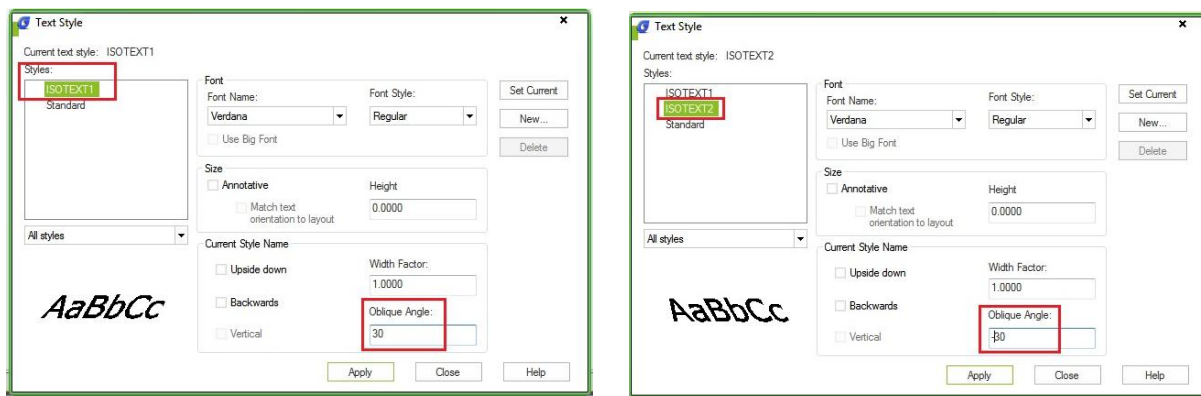 Text Style
Current text style: ISOTEXT1
Styles:
ISOTEXT1
Standard
All styles
AaBbCc
Font
Font Name:
Verdana
Font Style:
Regular
Use Big Font
Size
Annotative
Match text
orientation to layout
Height
0.0000
Current Style Name
Upside down
Backwards
Vertical
Width Factor:
1.0000
Oblique Angle:
30
Set Current
New...
Delete
Apply
Close
Help
Text Style
Current text style: ISOTEXT2
Styles:
ISOTEXT1
ISOTEXT2
Standard
All styles
AaBbCc
Font
Font Name:
Verdana
Font Style:
Regular
Use Big Font
Size
Annotative
Match text
orientation to layout
Height
0.0000
Current Style Name
Upside down
Backwards
Vertical
Width Factor:
1.0000
Oblique Angle:
-30
Set Current
New...
Delete
Apply
Close
Help